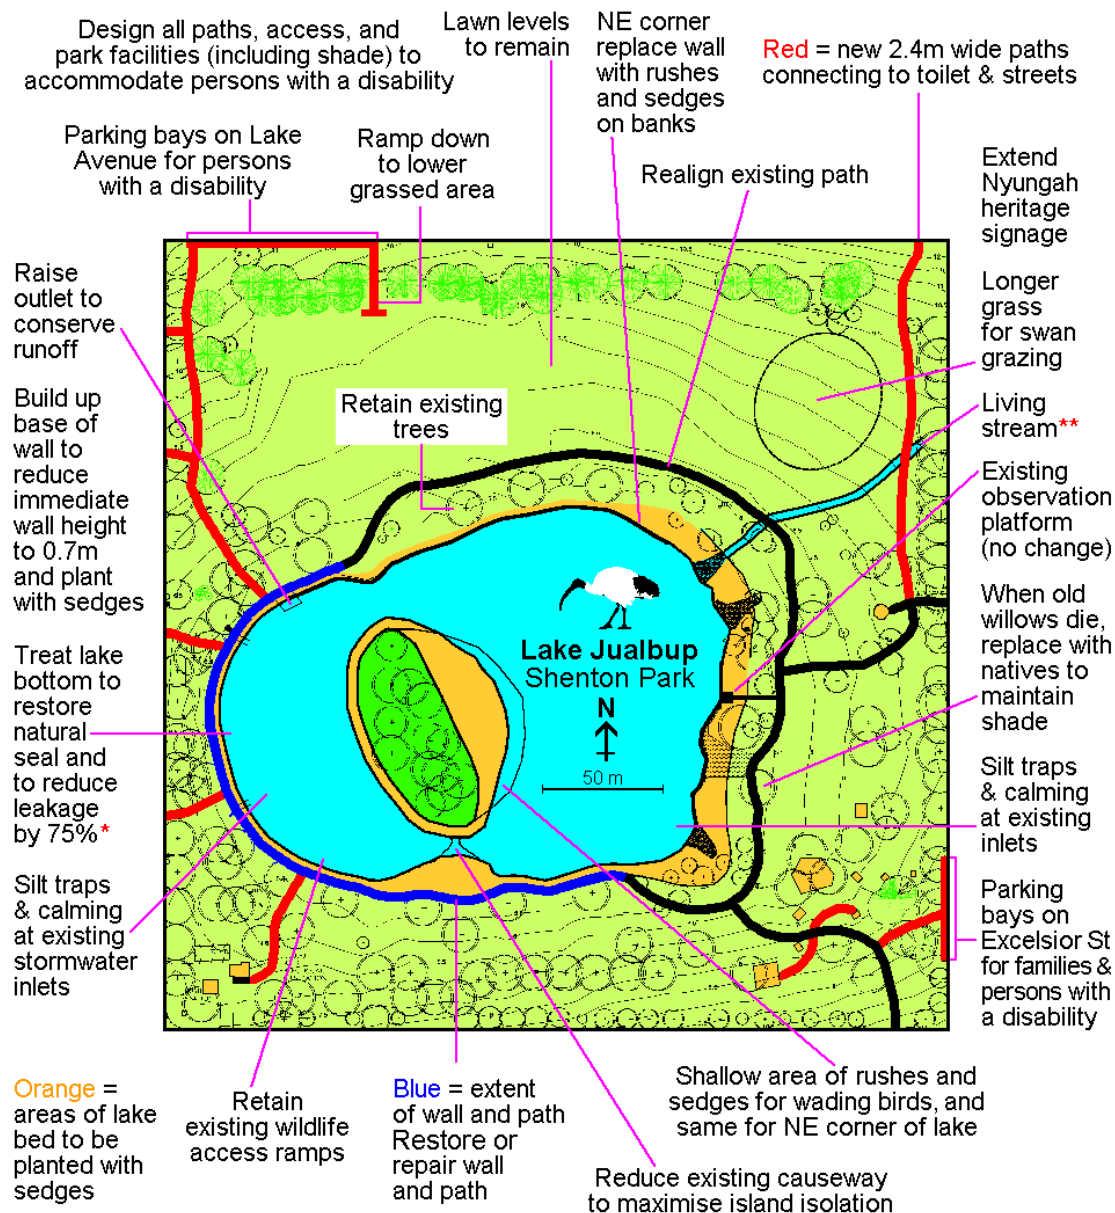 Design all paths, access, and
park facilities (including shade) to
accommodate persons with a disability
Lawn levels
to remain
NE corner
replace wall
with rushes
and sedges
on banks
Red = new 2.4m wide paths
connecting to toilet & streets
Parking bays on Lake
Avenue for persons
with a disability
Ramp down
to lower
grassed area
Realign existing path
Extend
Nyungah
heritage
signage
Raise
outlet to
conserve
runoff
Longer
grass
for swan
grazing
Build up
base of
wall to
reduce
immediate
wall height
to 0.7m
and plant
with sedges
Retain existing
trees
Living
stream**
Existing
observation
platform
(no change)
When old
willows die,
replace with
natives to
maintain
shade
Treat lake
bottom to
restore
natural
seal and
to reduce
leakage
by 75%*
Lake Jualbup
Shenton Park
N
50 m
Silt traps
& calming
at existing
inlets
Silt traps
& calming
at existing
stormwater
inlets
Parking
bays on
Excelsior St
for families &
persons with
a disability
Orange =
areas of lake
bed to be
planted with
sedges
Retain
existing wildlife
access ramps
Blue = extent
of wall and path
Restore or
repair wall
and path
Shallow area of rushes and
sedges for wading birds, and
same for NE corner of lake
Reduce existing causeway
to maximise island isolation